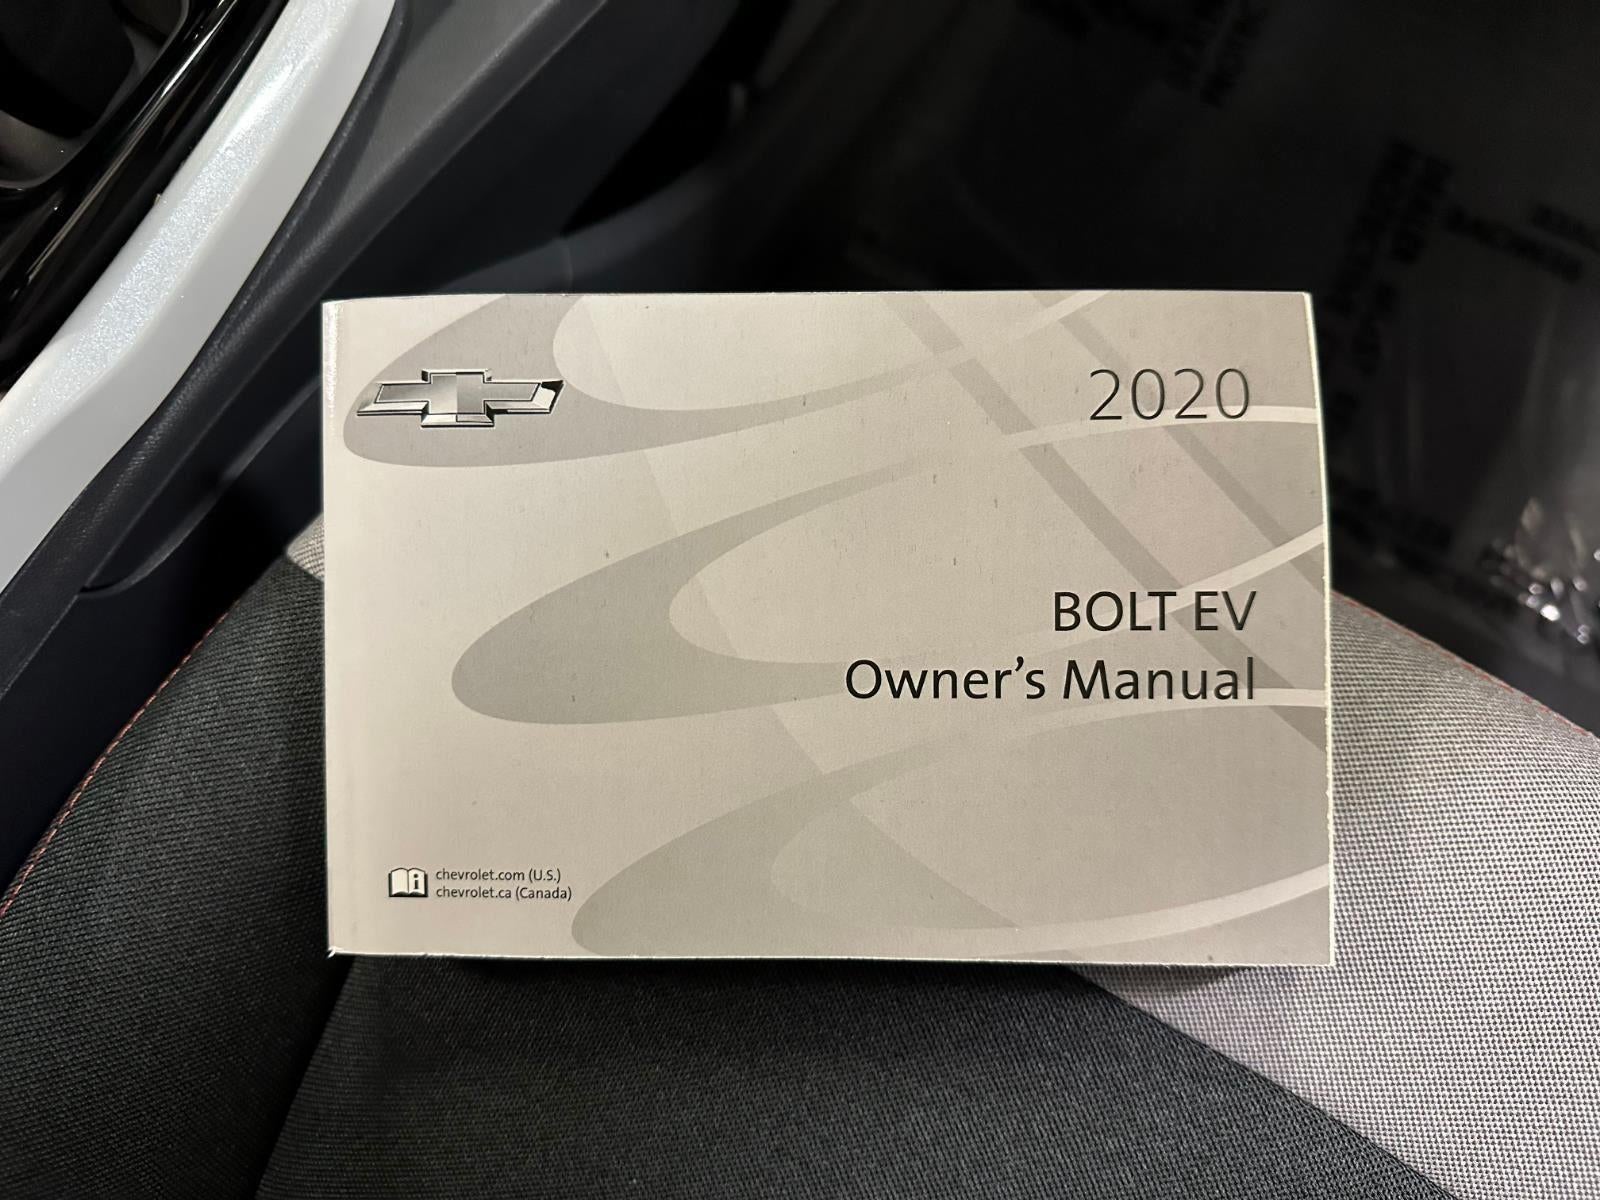 2020
BOLT EV
Owner's Manual
chevrolet.com (U.S.)
chevrolet.ca (Canada)